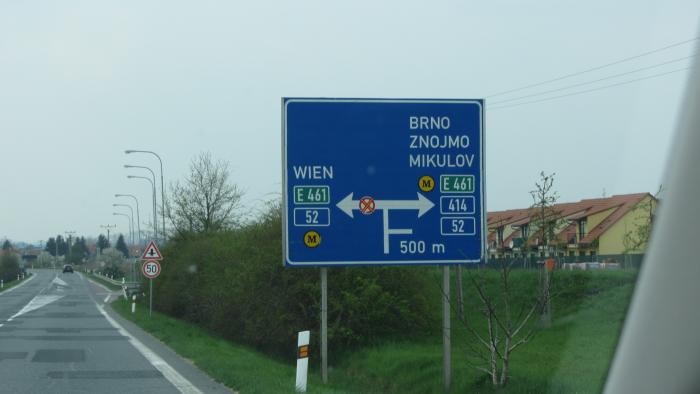 BRNO
ZNOJMO
MIKULOV
WIEN
E 461
52
M
M
E 461
414
52
500 m
50